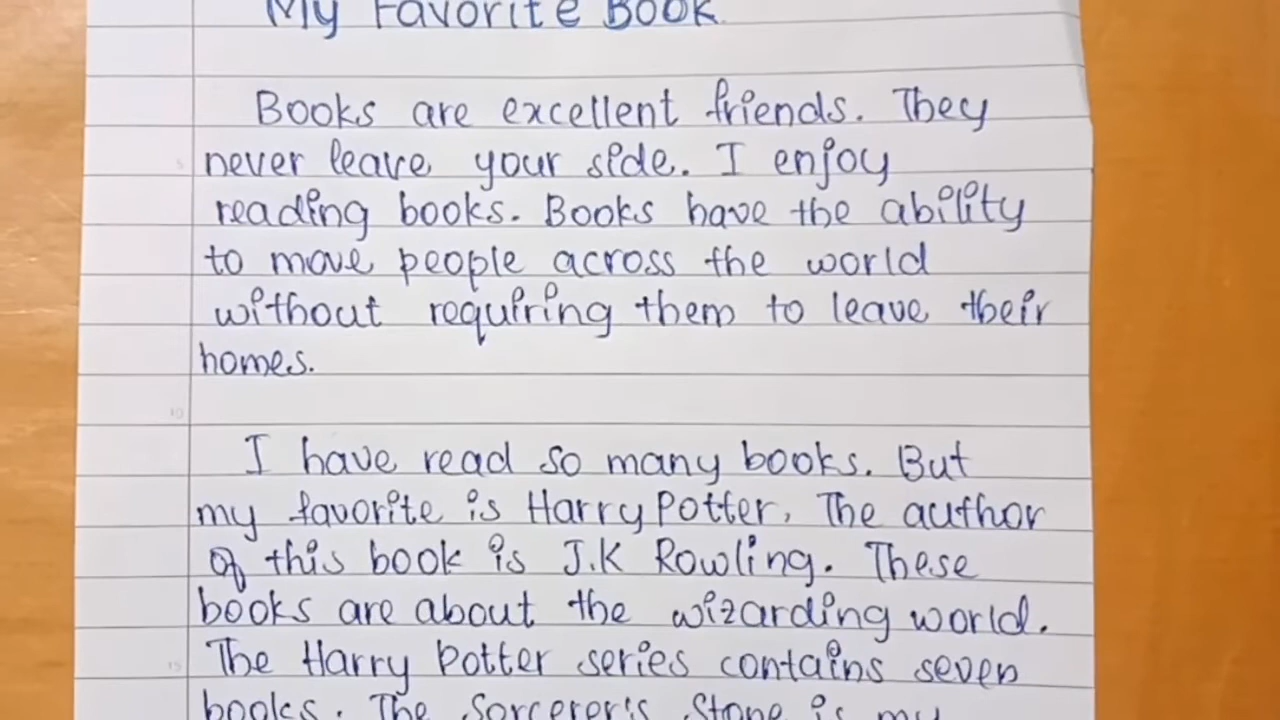 My Favorite Book
Books are excellent friends. They
never leave your side. I enjoy
reading books. Books have the ability
to move people across the world
without requiring them to leave their
homes.
10
I have read so many books. But
my favorite is Harry Potter. The author
of this book is J.K Rowling. These
books are about the wizarding world.
15
The Harry Potter series contains seven
books. The Sorcerer's Stone is my